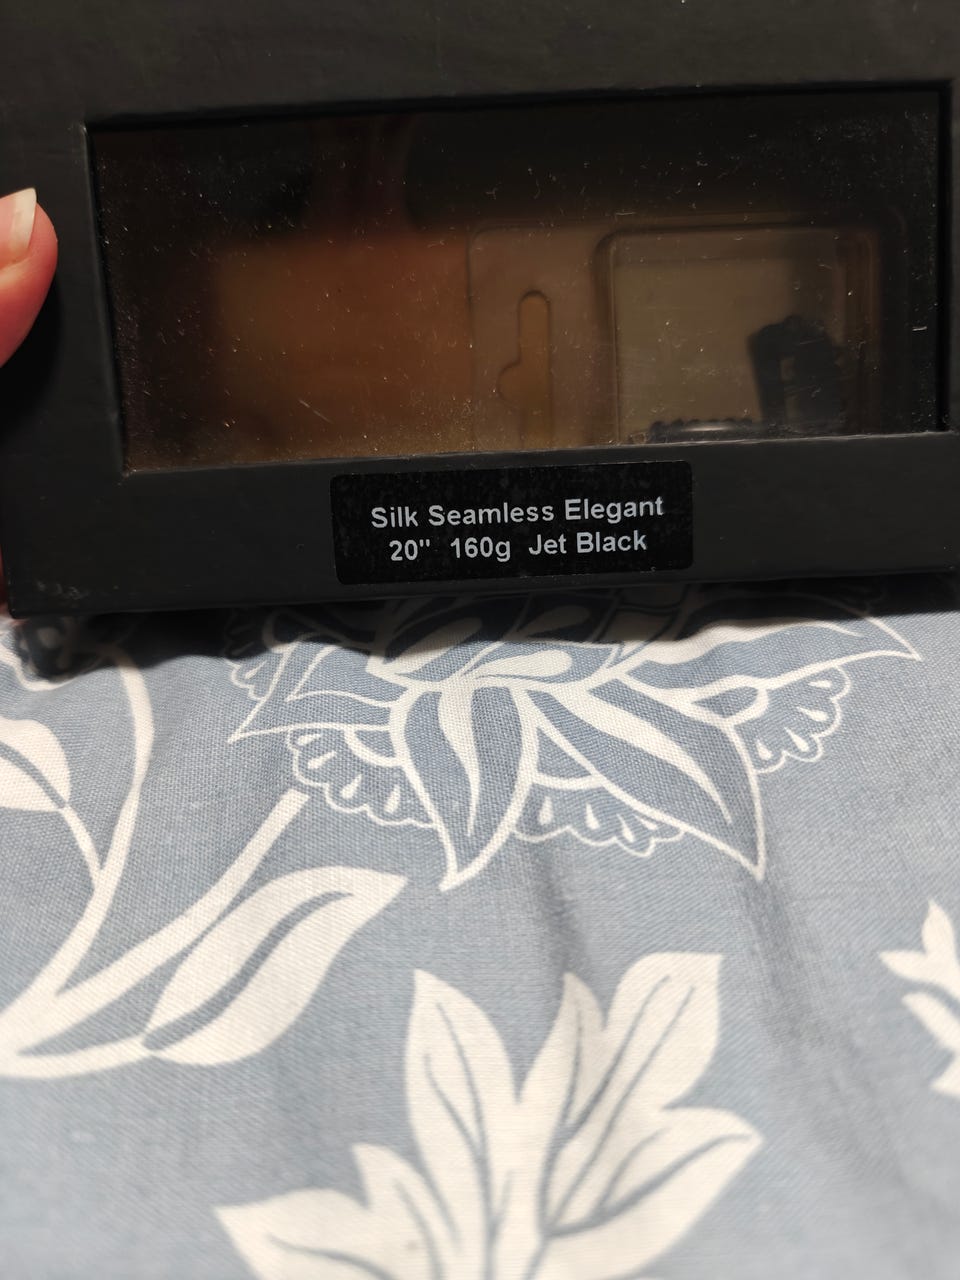 Silk Seamless Elegant
20" 160g Jet Black